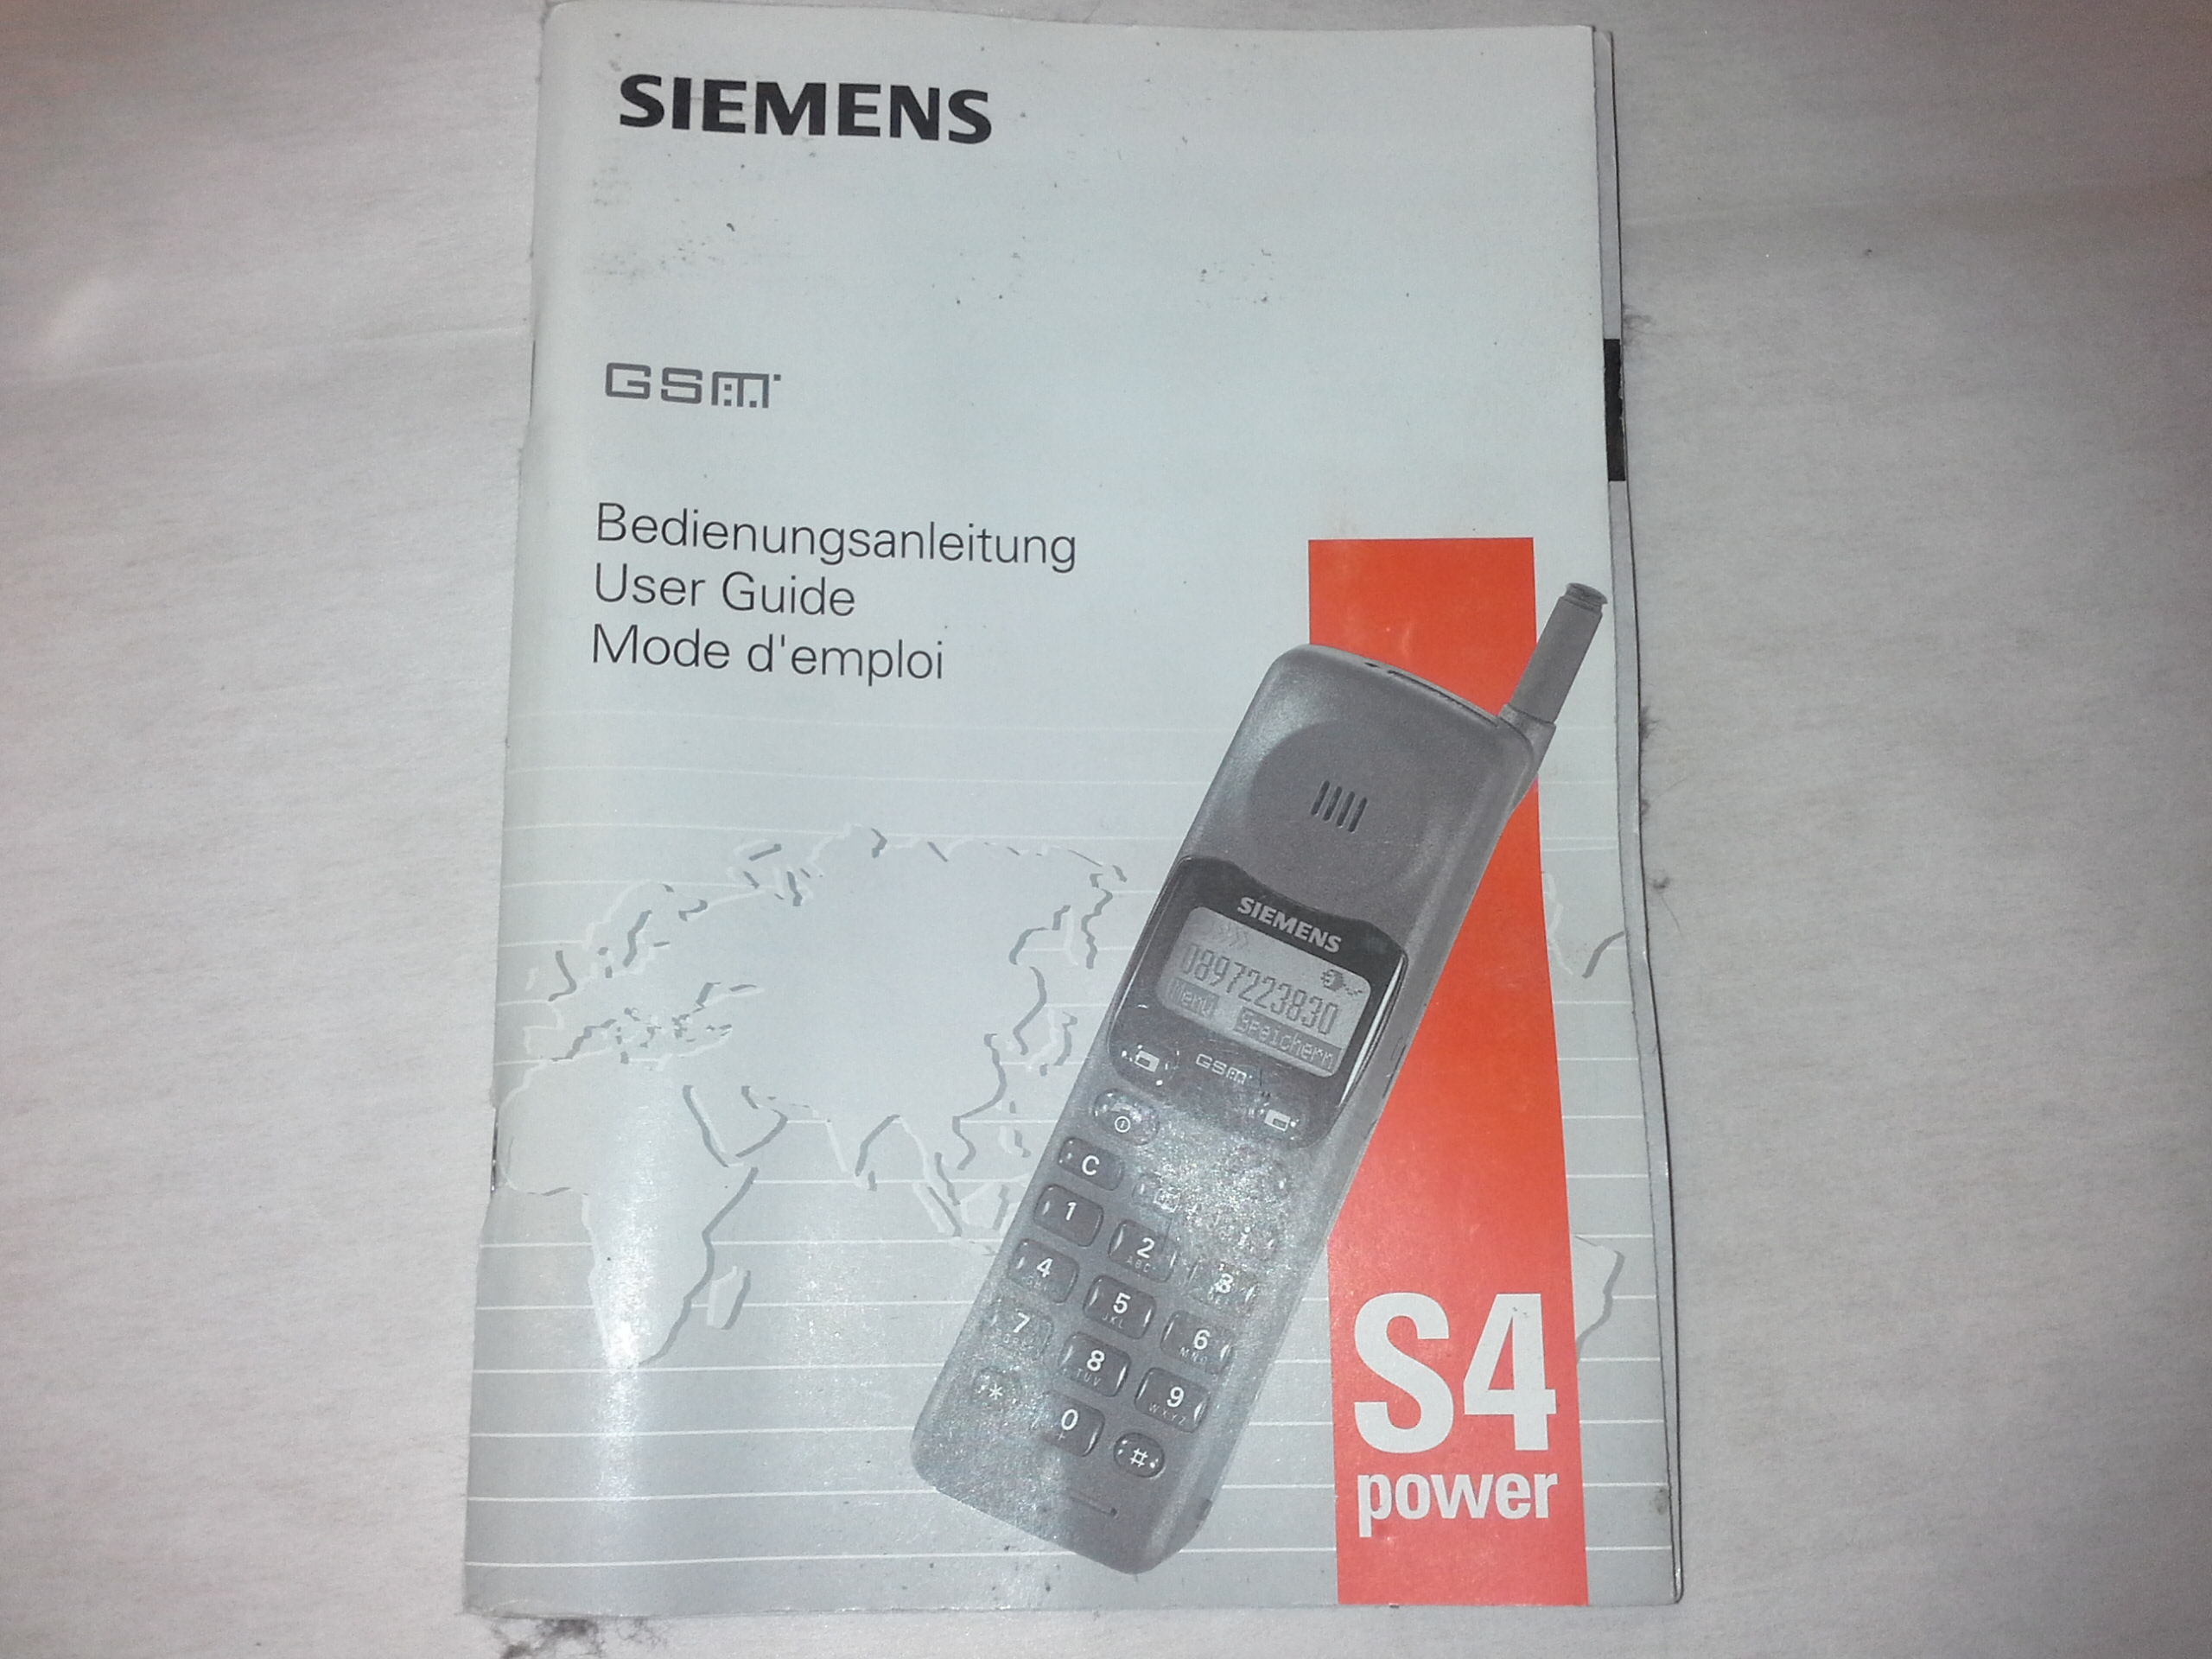 SIEMENS
GSM
Bedienungsanleitung
User Guide
Mode d'emploi
SIEMENS
0897223830
Menü Speichern
GSM
C
1
2 ABC
3
4
5 JKL
6 MNO
7
8 TUV
9 WXYZ
*
0
#
S4
power